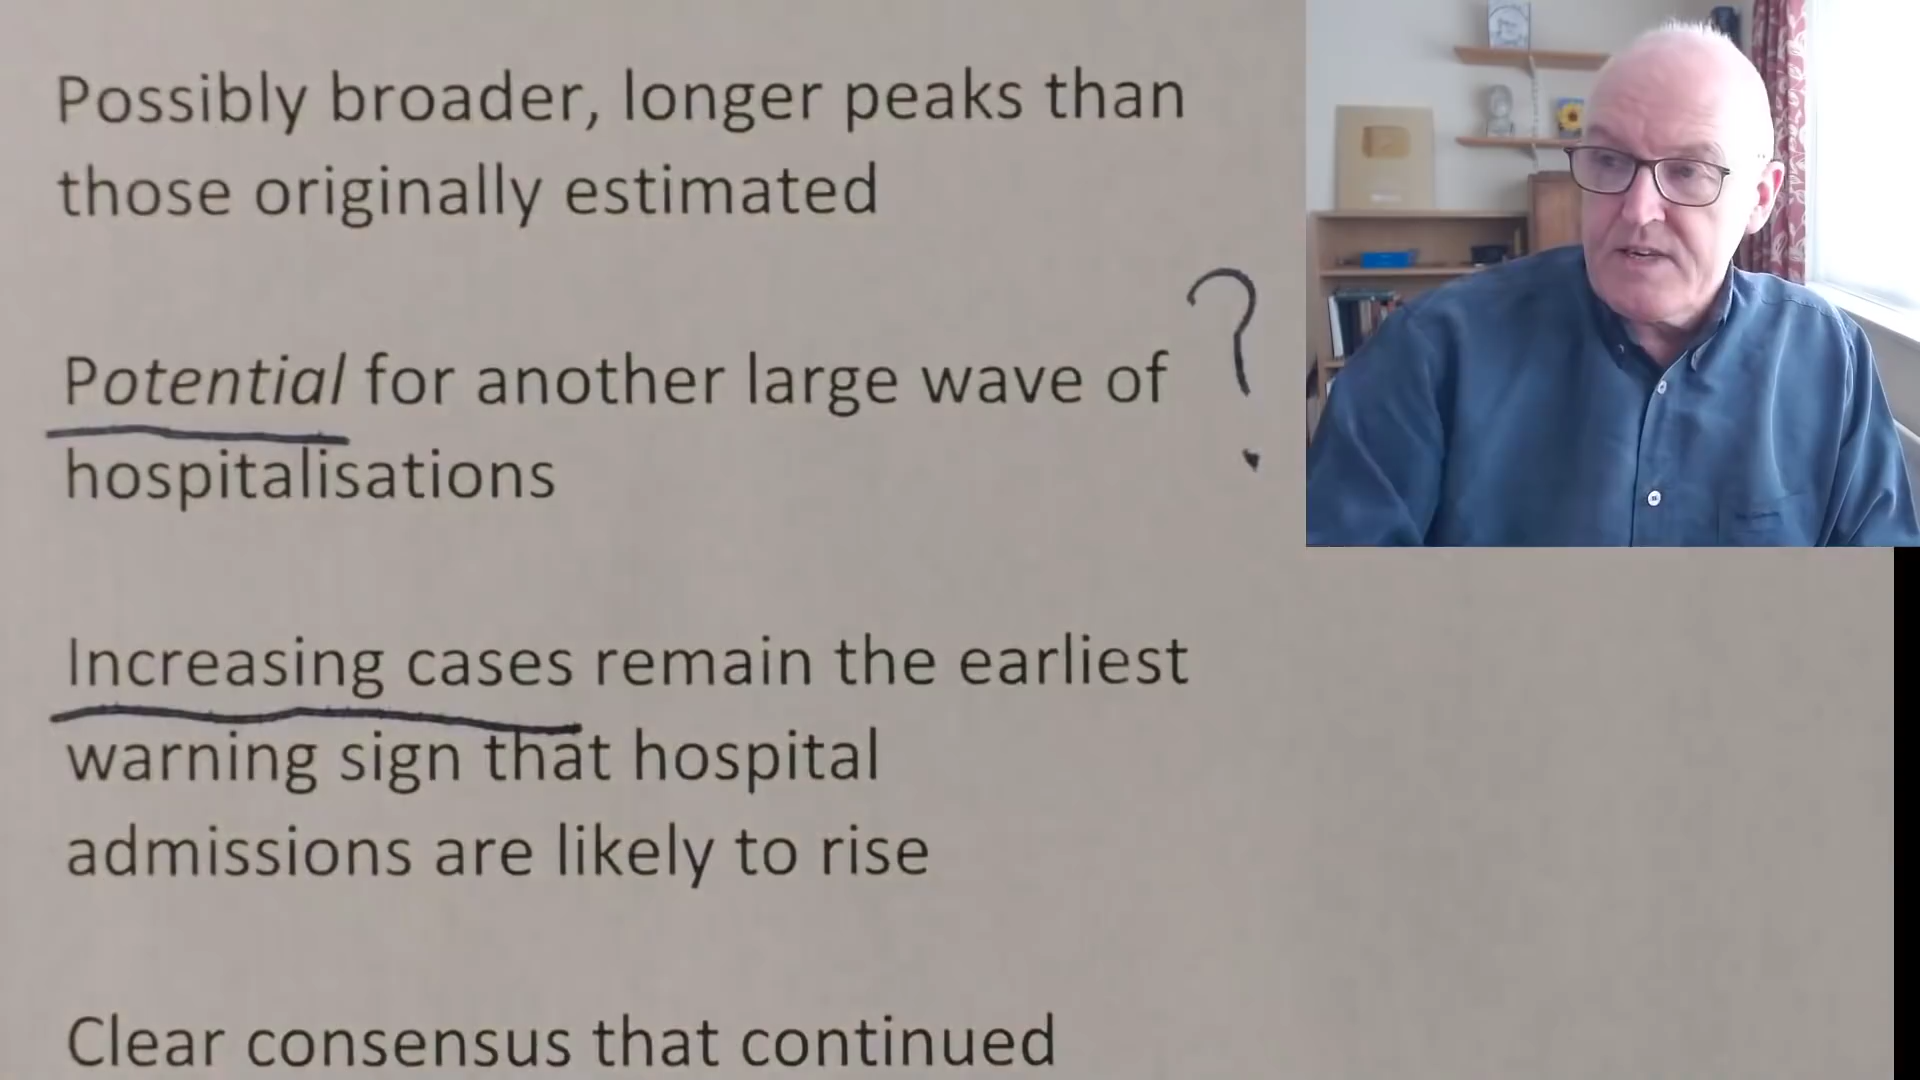 Possibly broader, longer peaks than
those originally estimated
Potential for another large wave of ?
hospitalisations
Increasing cases remain the earliest
warning sign that hospital
admissions are likely to rise
Clear consensus that continued